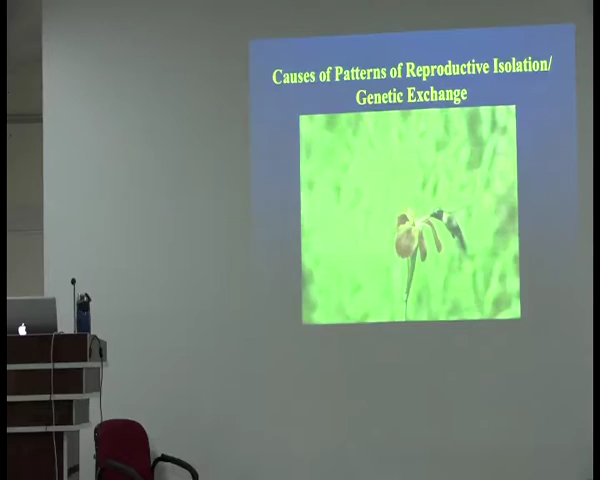 Causes of Patterns of Reproductive Isolation/
Genetic Exchange